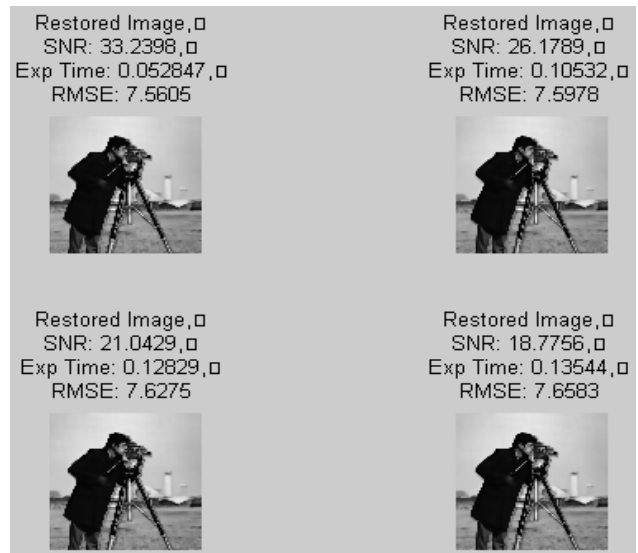 Restored Image,□
SNR: 33.2398,□
Exp Time: 0.052847,□
RMSE: 7.5605
Restored Image,□
SNR: 26.1789,□
Exp Time: 0.10532,□
RMSE: 7.5978
Restored Image,□
SNR: 21.0429,□
Exp Time: 0.12829,□
RMSE: 7.6275
Restored Image,□
SNR: 18.7756,□
Exp Time: 0.13544,□
RMSE: 7.6583